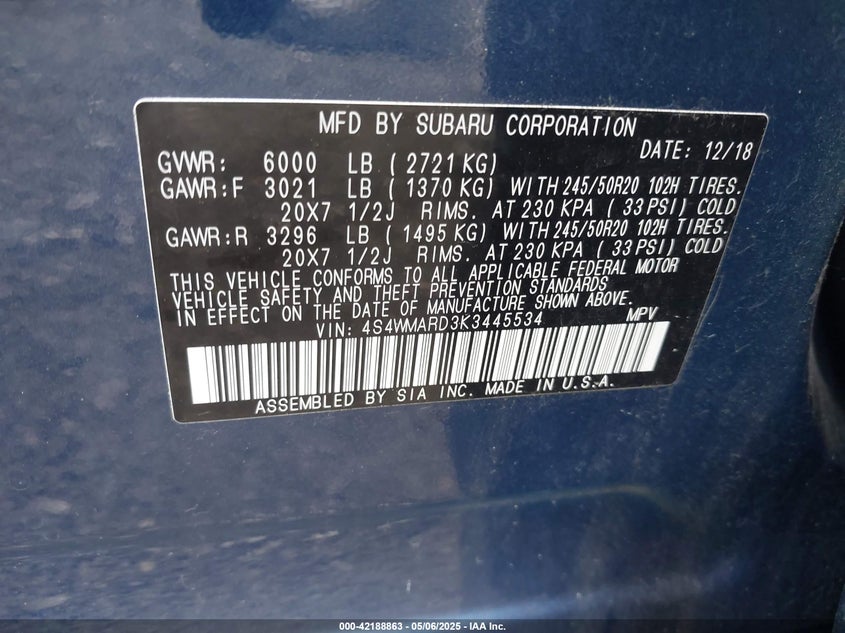 MFD BY SUBARU CORPORATION
DATE: 12/18
GVWR: 6000 LB ( 2721 KG)
GAWR:F 3021 LB ( 1370 KG) WITH 245/50R20 102H TIRES.
20X7 1/2J RIMS. AT 230 KPA ( 33 PSI) COLD
GAWR:R 3296 LB ( 1495 KG) WITH 245/50R20 102H TIRES.
20X7 1/2J RIMS. AT 230 KPA ( 33 PSI) COLD
THIS VEHICLE CONFORMS TO ALL APPLICABLE FEDERAL MOTOR
VEHICLE SAFETY AND THEFT PREVENTION STANDARDS
IN EFFECT ON THE DATE OF MANUFACTURE SHOWN ABOVE.
VIN: 4S4WMARD3K3445534 MPV
ASSEMBLED BY SIA INC. MADE IN U.S.A.
000-42188863 - 05/06/2025 - IAA Inc.